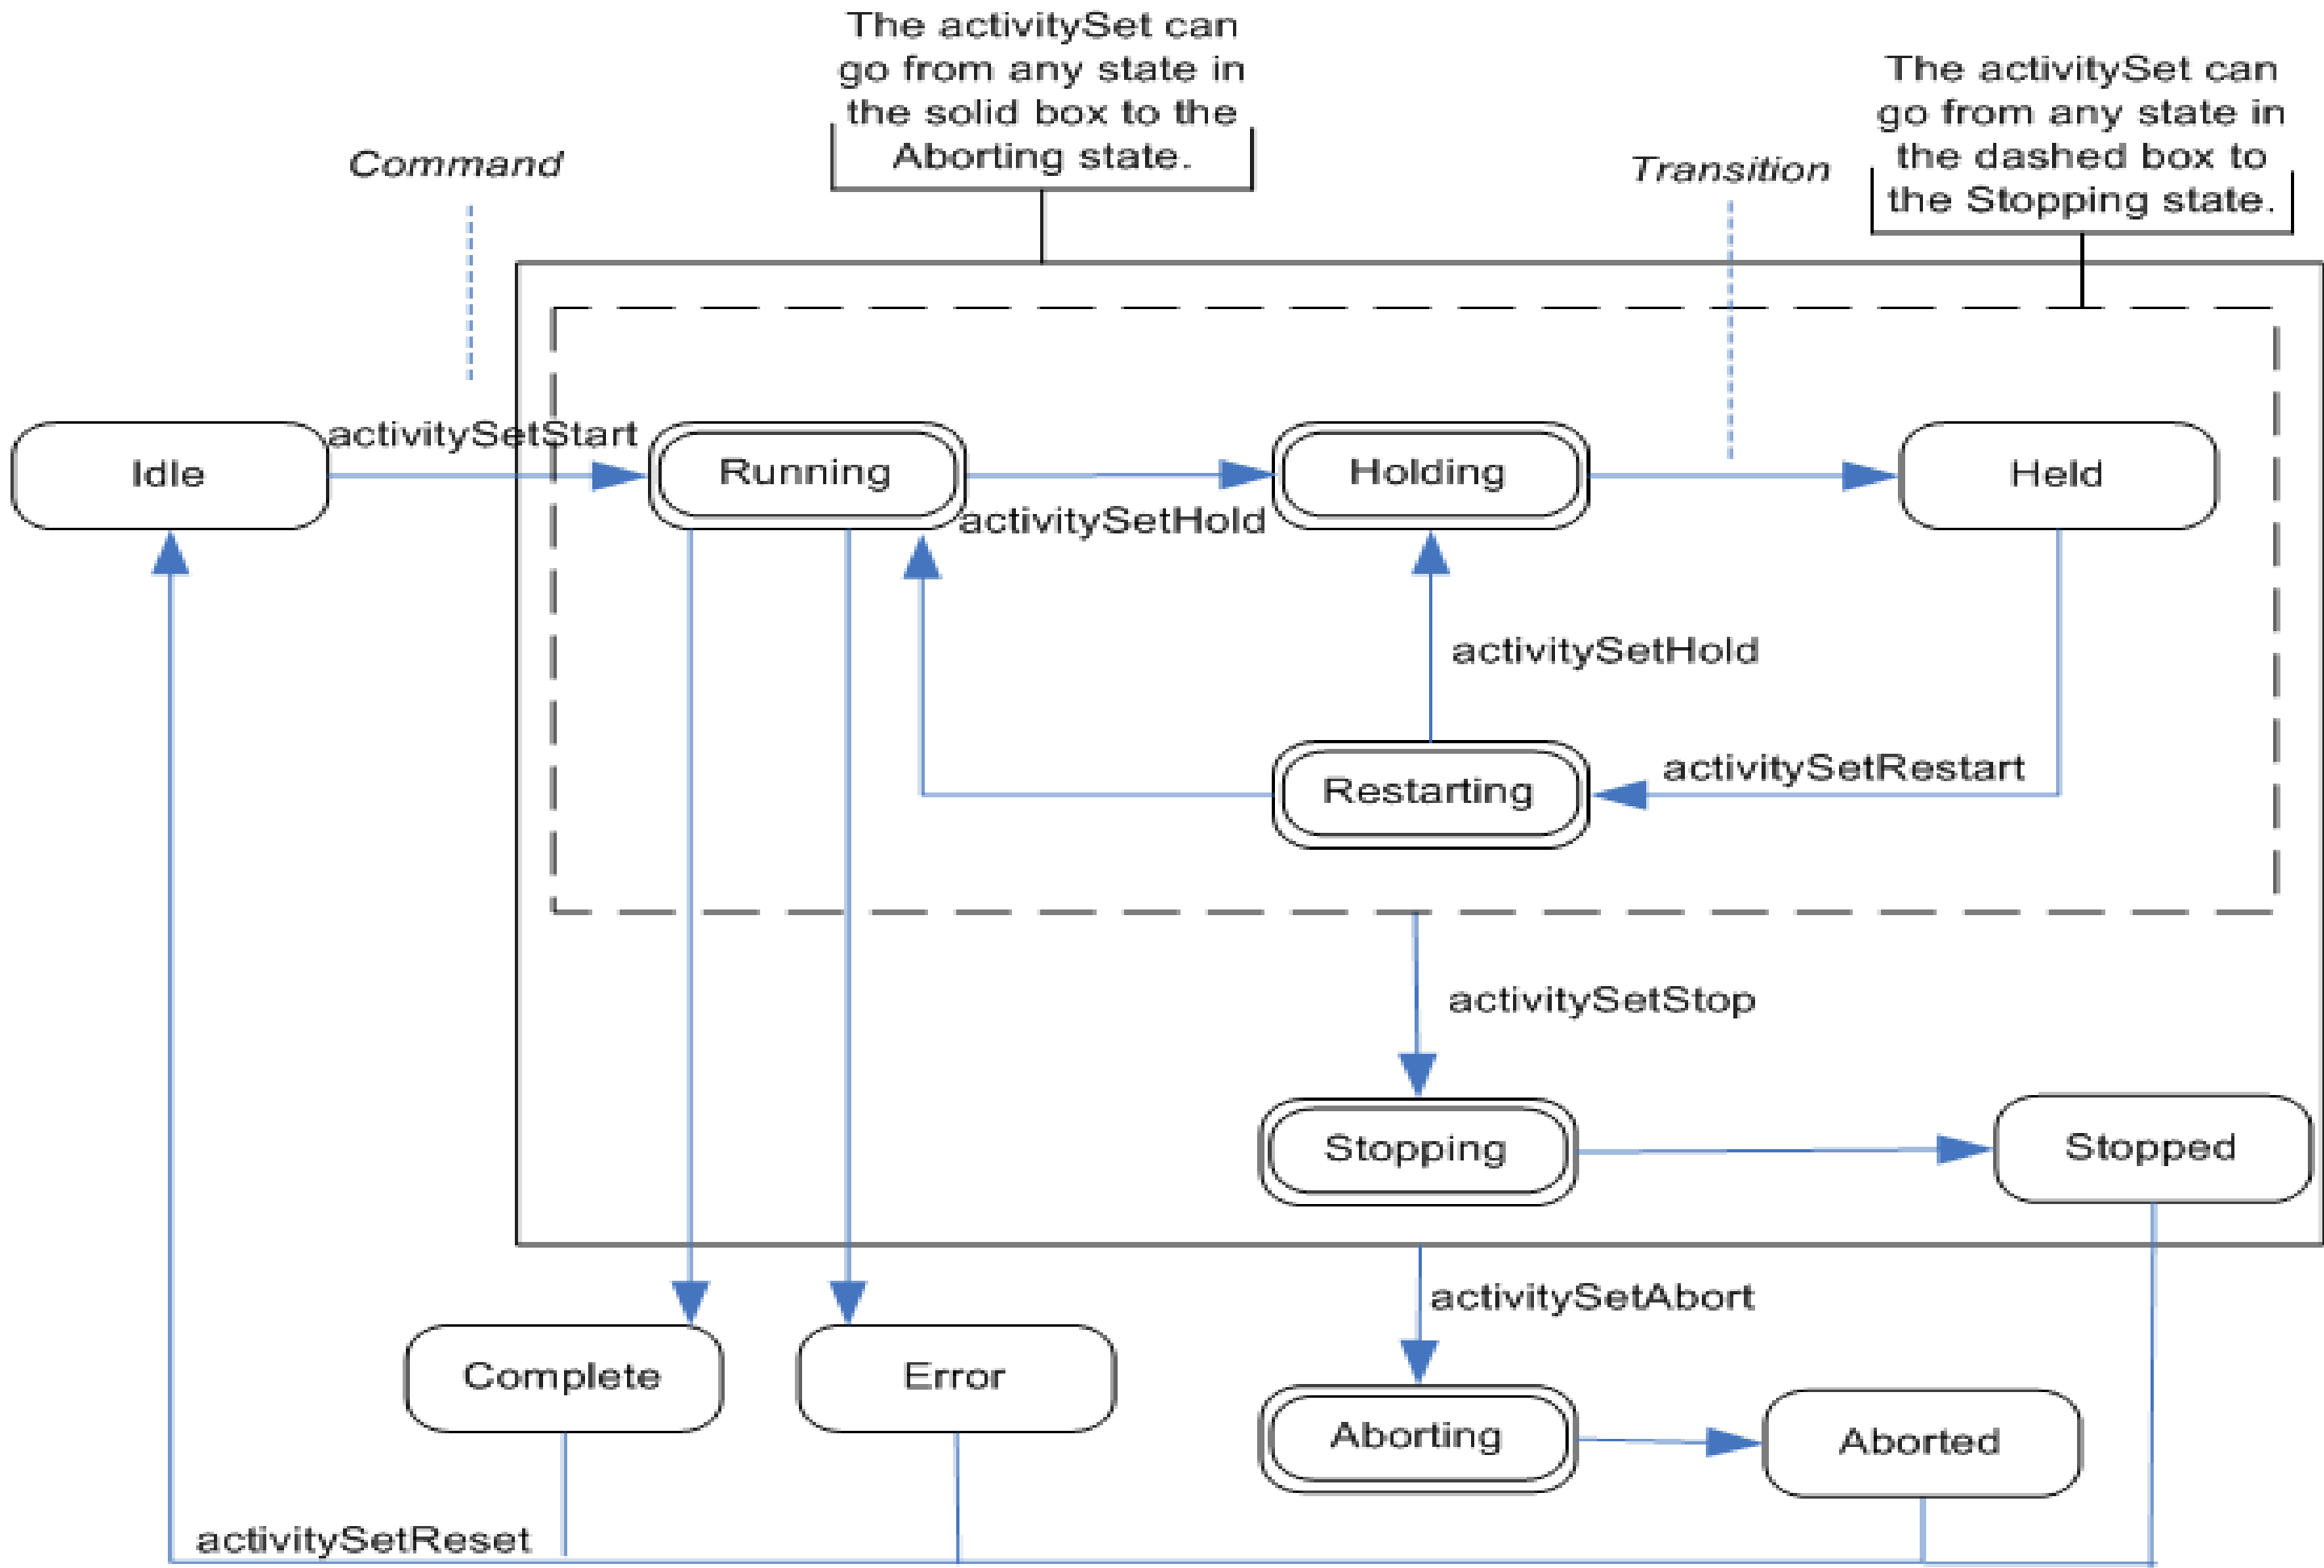 The activitySet can
go from any state in
the solid box to the
Aborting state.
The activitySet can
go from any state in
the dashed box to
the Stopping state.
Command
Transition
activitySetStart
Idle
Running
Holding
Held
activitySetHold
activitySetHold
activitySetRestart
Restarting
activitySetStop
Stopping
Stopped
activitySetAbort
Complete
Error
Aborting
Aborted
activitySetReset